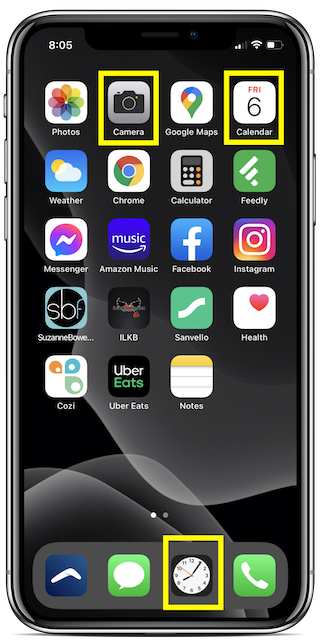 8:05
FRI
6
Photos
Camera
Google Maps
Calendar
Weather
Chrome
Calculator
Feedly
music
Messenger
Amazon Music
Facebook
Instagram
sbf
SuzanneBowe...
ILKB
Sanvello
Health
Uber
Eats
Cozi
Uber Eats
Notes